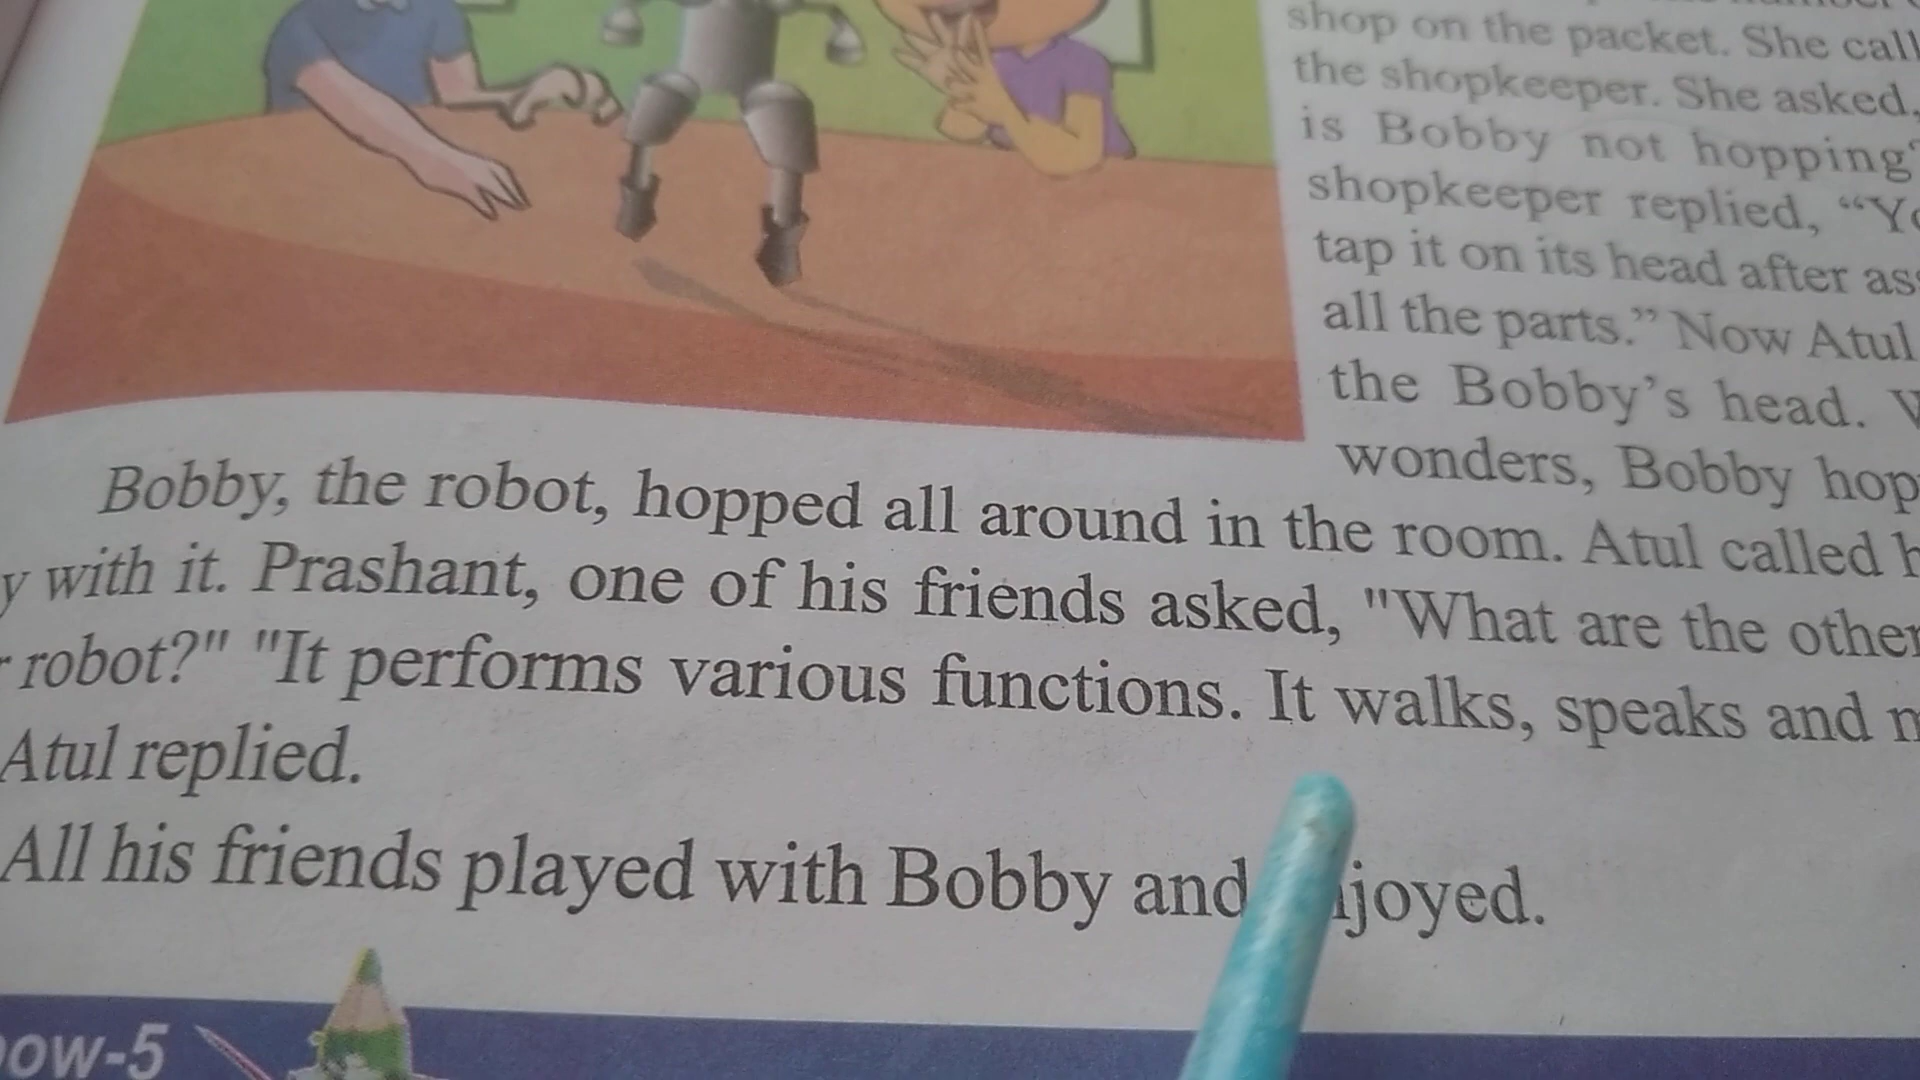 shop on the packet. She call
the shopkeeper. She asked,
is Bobby not hopping?
shopkeeper replied, “Yo
tap it on its head after ass
all the parts.” Now Atul
the Bobby’s head.
wonders, Bobby hop
Bobby, the robot, hopped all around in the room. Atul called h
y with it. Prashant, one of his friends asked, "What are the other
robot?" "It performs various functions. It walks, speaks and m
Atul replied.
All his friends played with Bobby and joyed.
ow-5